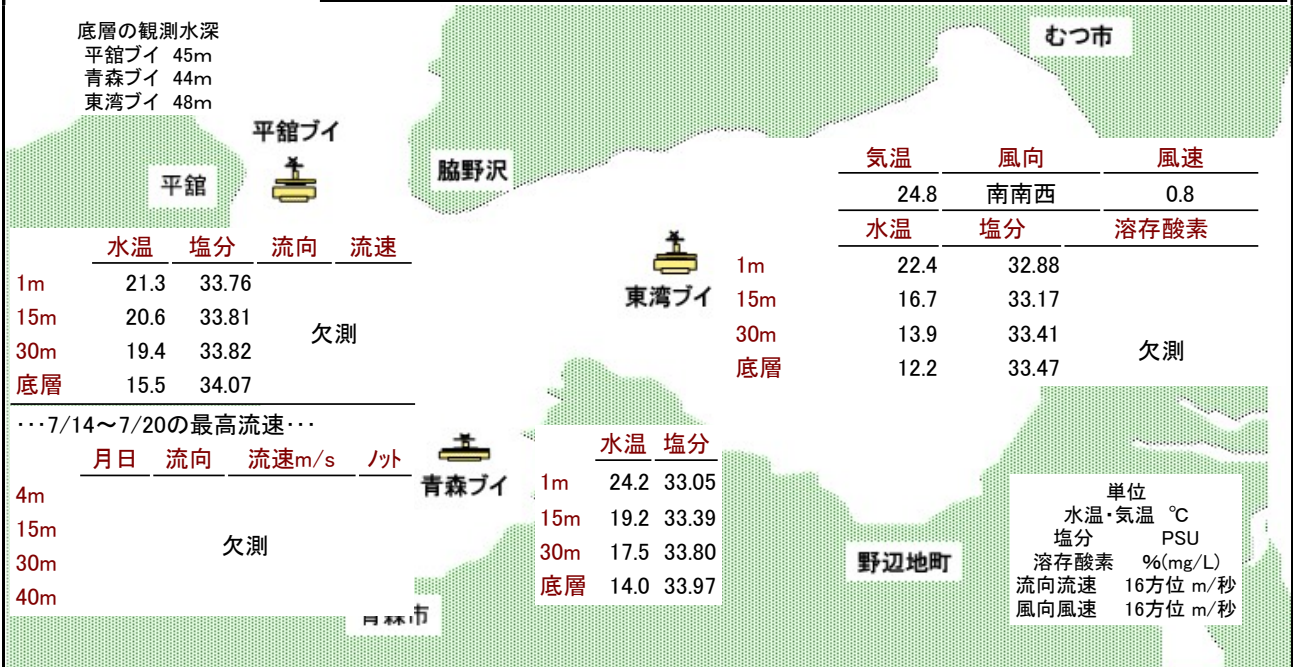 底層の観測水深
平舘ブイ 45m
青森ブイ 44m
東湾ブイ 48m
むつ市
平舘ブイ
平舘
脇野沢
気温 風向 風速
24.8 南南西 0.8
水温 塩分 溶存酸素
1m 22.4 32.88
15m 16.7 33.17
30m 13.9 33.41
底層 12.2 33.47
欠測
東湾ブイ
水温 塩分 流向 流速
1m 21.3 33.76
15m 20.6 33.81
30m 19.4 33.82
底層 15.5 34.07
欠測
･･･7/14～7/20の最高流速･･･
月日 流向 流速m/s ノット
4m
15m
30m
40m
欠測
青森ブイ
水温 塩分
1m 24.2 33.05
15m 19.2 33.39
30m 17.5 33.80
底層 14.0 33.97
青森市
野辺地町
単位
水温･気温 ℃
塩分 PSU
溶存酸素 %(mg/L)
流向流速 16方位 m/秒
風向風速 16方位 m/秒